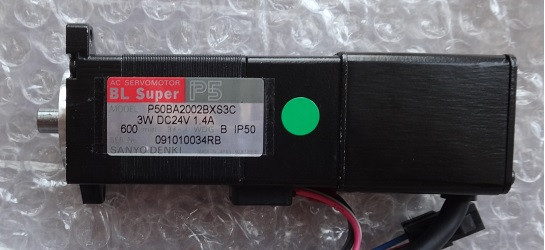 AC SERVOMOTOR
BL Super P5
MODEL P50BA2002BXS3C
3W DC24V 1.4A
600 B IP50
091010034RB
SANYO DENKI